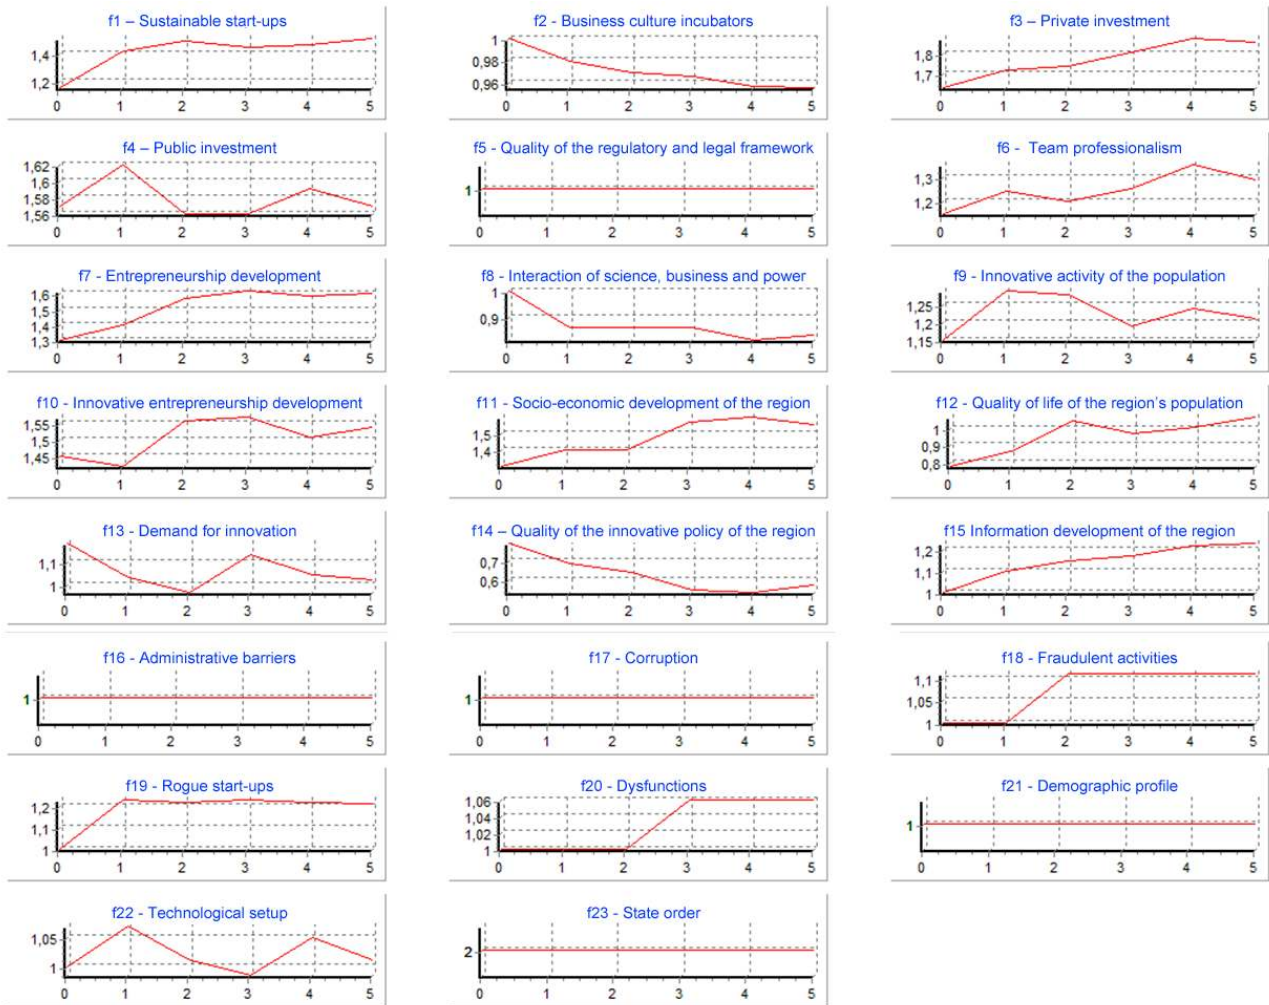 f1 – Sustainable start-ups
1,4
1,2
0 1 2 3 4 5
f2 - Business culture incubators
1
0,98
0,96
0 1 2 3 4 5
f3 – Private investment
1,8
1,7
0 1 2 3 4 5
f4 – Public investment
1,62
1,6
1,58
1,56
0 1 2 3 4 5
f5 - Quality of the regulatory and legal framework
1
0 1 2 3 4 5
f6 - Team professionalism
1,3
1,2
0 1 2 3 4 5
f7 - Entrepreneurship development
1,6
1,5
1,4
1,3
0 1 2 3 4 5
f8 - Interaction of science, business and power
1
0,9
0 1 2 3 4 5
f9 - Innovative activity of the population
1,25
1,2
1,15
0 1 2 3 4 5
f10 - Innovative entrepreneurship development
1,55
1,5
1,45
0 1 2 3 4 5
f11 - Socio-economic development of the region
1,5
1,4
0 1 2 3 4 5
f12 - Quality of life of the region's population
1
0,9
0,8
0 1 2 3 4 5
f13 - Demand for innovation
1,1
1
0 1 2 3 4 5
f14 – Quality of the innovative policy of the region
0,7
0,6
0 1 2 3 4 5
f15 Information development of the region
1,2
1,1
1
0 1 2 3 4 5
f16 - Administrative barriers
1
0 1 2 3 4 5
f17 - Corruption
1
0 1 2 3 4 5
f18 - Fraudulent activities
1,1
1,05
1
0 1 2 3 4 5
f19 - Rogue start-ups
1,2
1,1
1
0 1 2 3 4 5
f20 - Dysfunctions
1,06
1,04
1,02
1
0 1 2 3 4 5
f21 - Demographic profile
1
0 1 2 3 4 5
f22 - Technological setup
1,05
1
0 1 2 3 4 5
f23 - State order
2
0 1 2 3 4 5